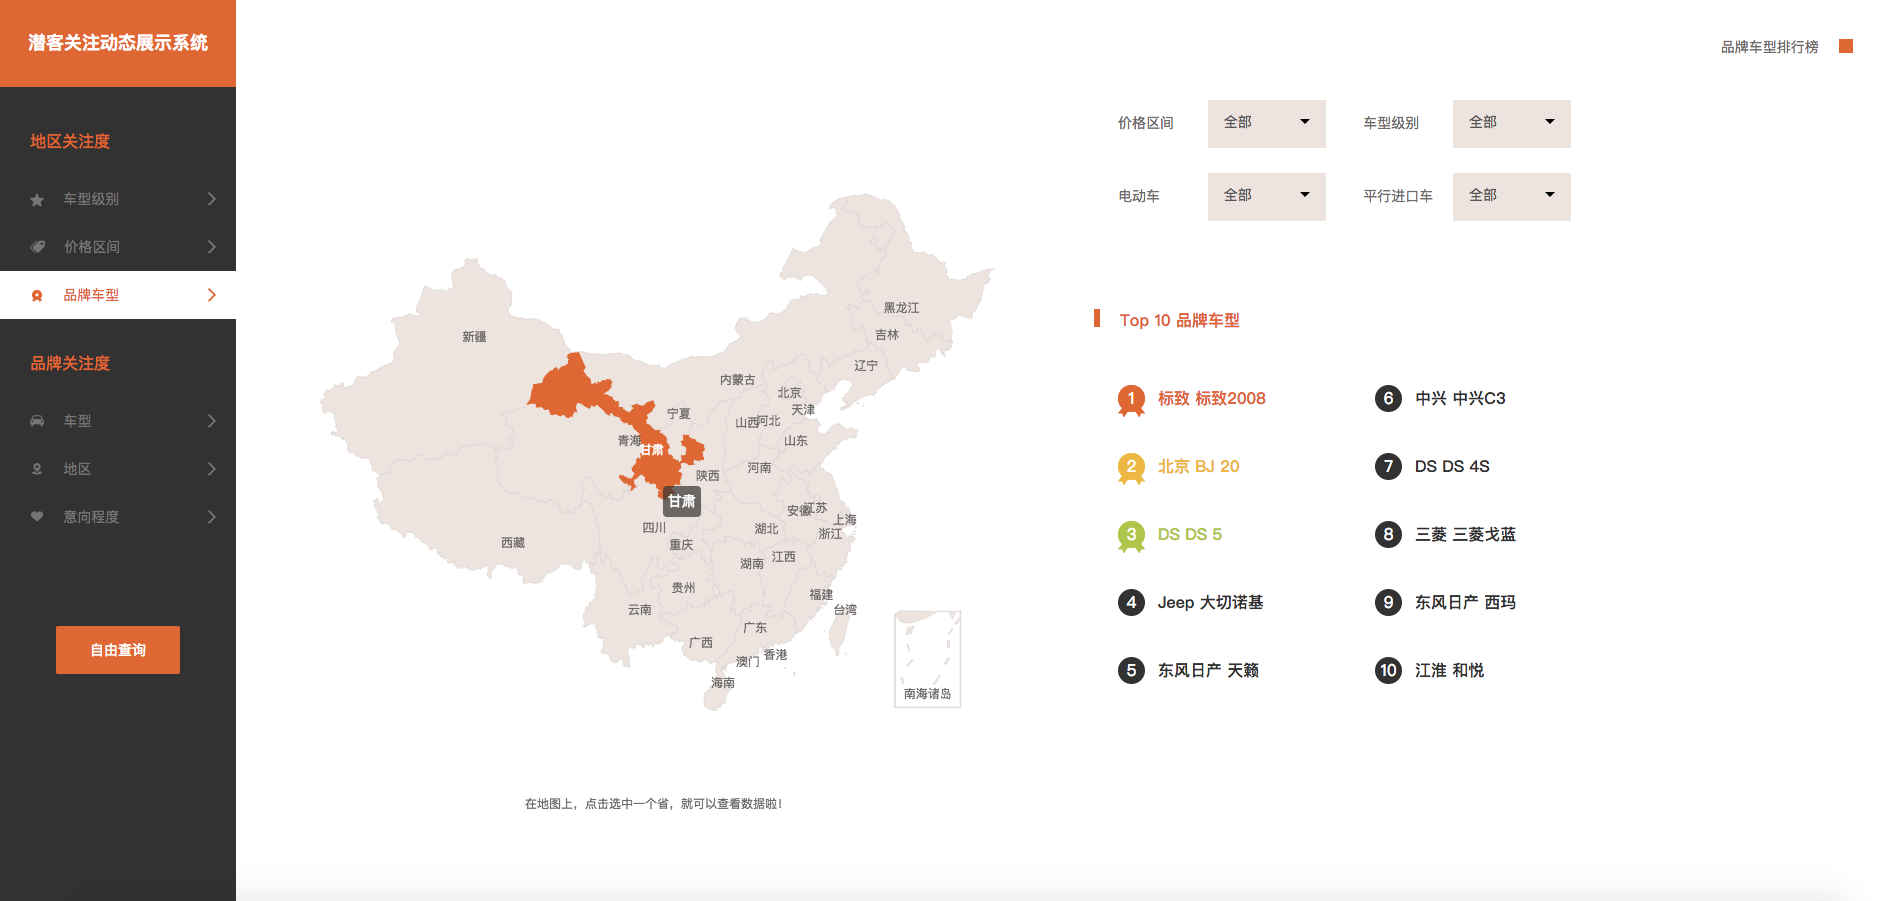 潜客关注动态展示系统
地区关注度
车型级别
价格区间
品牌车型
品牌关注度
车型
地区
意向程度
自由查询
品牌车型排行榜
价格区间 全部 车型级别 全部
电动车 全部 平行进口车 全部
黑龙江
吉林
新疆
辽宁
内蒙古
北京
天津
宁夏
山西
河北
青海
山东
甘肃
河南
陕西
甘肃
安徽
江苏
上海
四川
湖北
浙江
西藏
重庆
江西
湖南
贵州
福建
云南
台湾
广东
广西
澳门
香港
海南
南海诸岛
在地图上，点击选中一个省，就可以查看数据啦！
Top 10 品牌车型
1 标致 标致2008
2 北京 BJ 20
3 DS DS 5
4 Jeep 大切诺基
5 东风日产 天籁
6 中兴 中兴C3
7 DS DS 4S
8 三菱 三菱戈蓝
9 东风日产 西玛
10 江淮 和悦